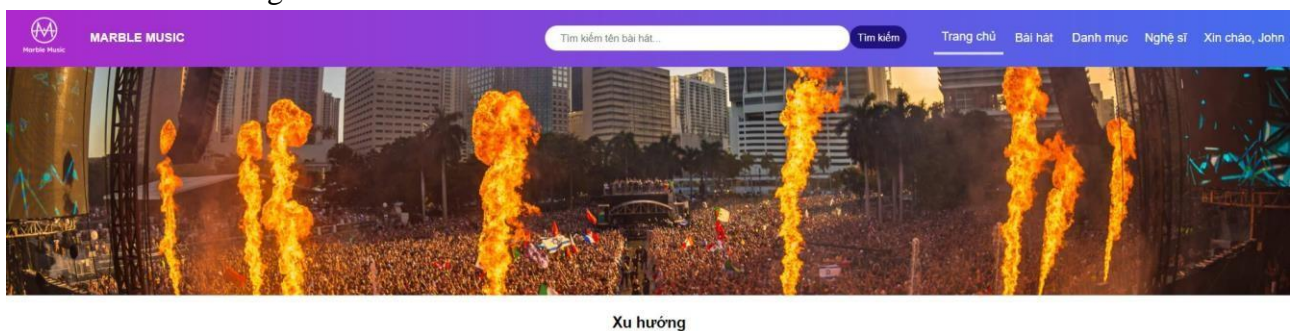 Marble Music
MARBLE MUSIC
Tìm kiếm tên bài hát...
Tìm kiếm
Trang chủ
Bài hát
Danh mục
Nghệ sĩ
Xin chào, John
Xu hướng